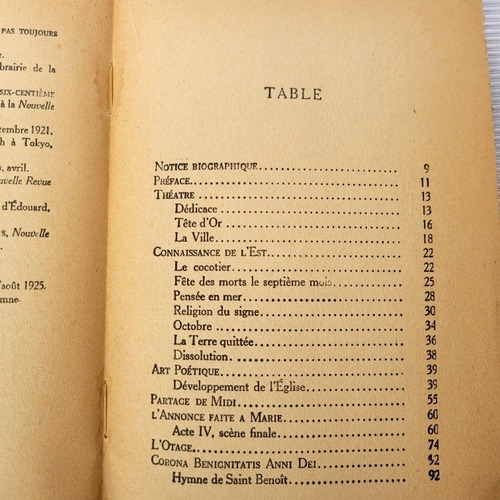 PAS TOUJOURS
brairie de la
SIX-CENTIÈME
à la Nouvelle
tembre 1921.
h à Tokyo,
, avril.
uvelle Revue
d'Édouard,
s, Nouvelle
août 1925.
mne.
TABLE
NOTICE BIOGRAPHIQUE 9
PRÉFACE 11
THÉATRE 13
Dédicace 13
Tête d'Or 16
La Ville 18
CONNAISSANCE DE L'EST 22
Le cocotier 22
Fête des morts le septième mois 25
Pensée en mer 28
Religion du signe 30
Octobre 34
La Terre quittée 36
Dissolution 38
ART POÉTIQUE 39
Développement de l'Église 39
PARTAGE DE MIDI 55
L'ANNONCE FAITE A MARIE 60
Acte IV, scène finale 60
L'OTAGE 74
CORONA BENIGNITATIS ANNI DEI 92
Hymne de Saint Benoît 92